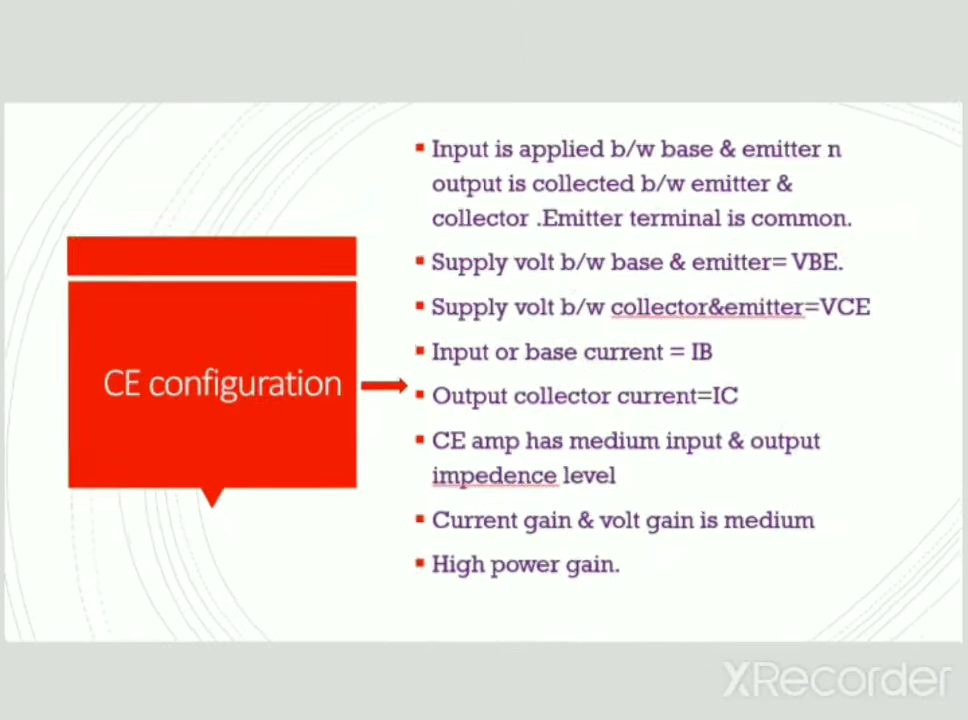 Input is applied b/w base & emitter n
output is collected b/w emitter &
collector .Emitter terminal is common.
Supply volt b/w base & emitter= VBE.
Supply volt b/w collector&emitter=VCE
Input or base current = IB
CE configuration
Output collector current=IC
CE amp has medium input & output
impedence level
Current gain & volt gain is medium
High power gain.
XRecorder